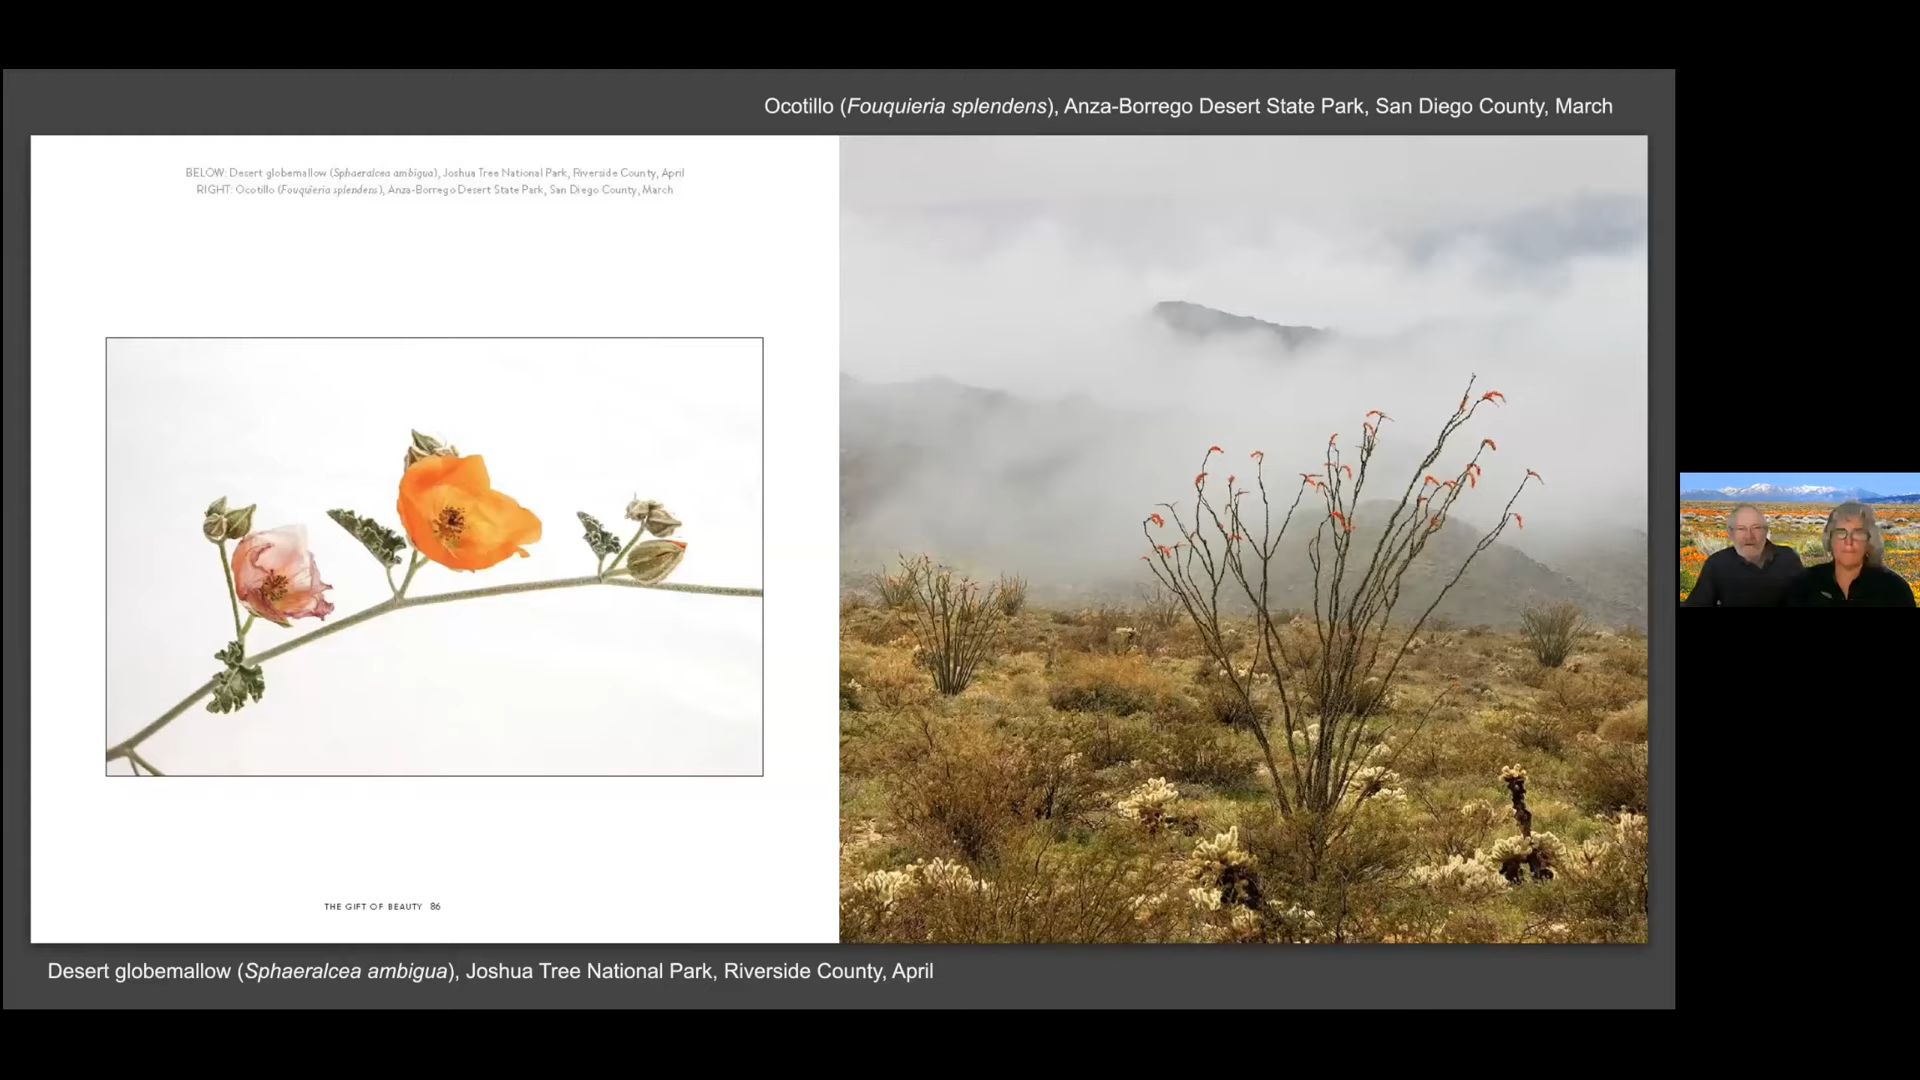 Ocotillo (Fouquieria splendens), Anza-Borrego Desert State Park, San Diego County, March
BELOW: Desert globemallow (Sphaeralcea ambigua), Joshua Tree National Park, Riverside County, April
RIGHT: Ocotillo (Fouquieria splendens), Anza-Borrego Desert State Park, San Diego County, March
THE GIFT OF BEAUTY 86
Desert globemallow (Sphaeralcea ambigua), Joshua Tree National Park, Riverside County, April